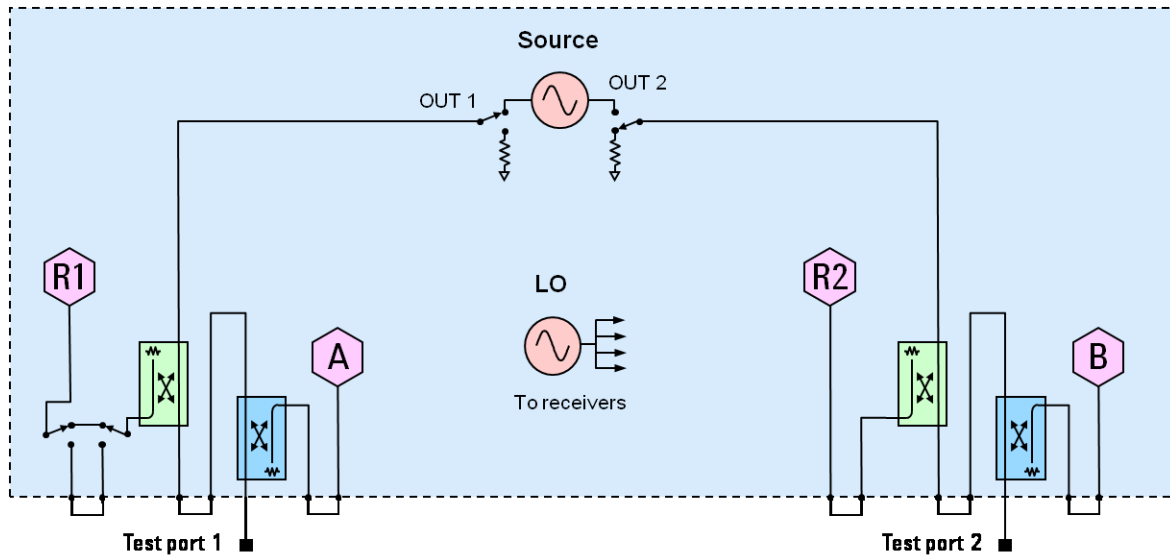 Source
OUT 1
OUT 2
R1
R2
LO
A
B
To receivers
Test port 1
Test port 2